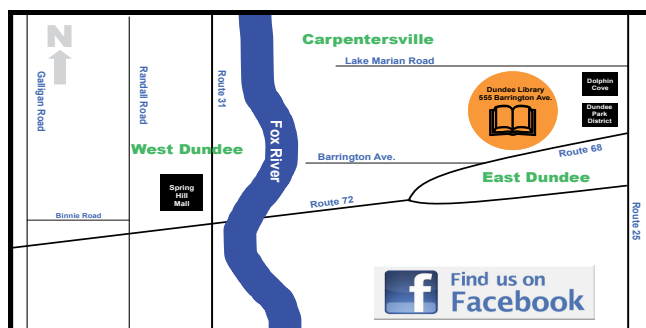 N
Galligan Road
Randall Road
Route 31
Carpentersville
Lake Marian Road
Dundee Library
555 Barrington Ave.
Dolphin
Cove
Dundee
Park
District
Fox River
West Dundee
Barrington Ave.
Route 68
East Dundee
Spring
Hill
Mall
Route 72
Binnie Road
Route 25
f
Find us on
Facebook